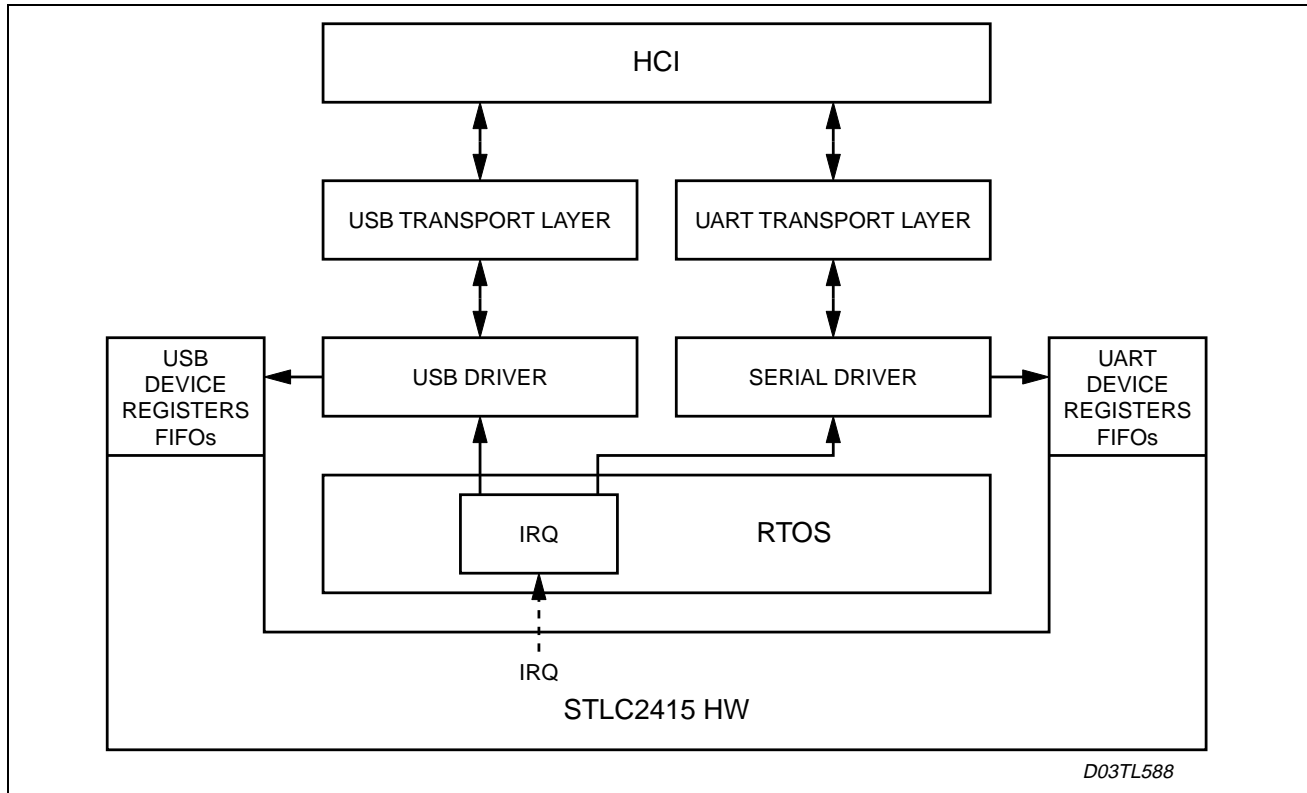 HCI
USB TRANSPORT LAYER
UART TRANSPORT LAYER
USB
DEVICE
REGISTERS
FIFOs
USB DRIVER
SERIAL DRIVER
UART
DEVICE
REGISTERS
FIFOs
IRQ
RTOS
IRQ
STLC2415 HW
D03TL588